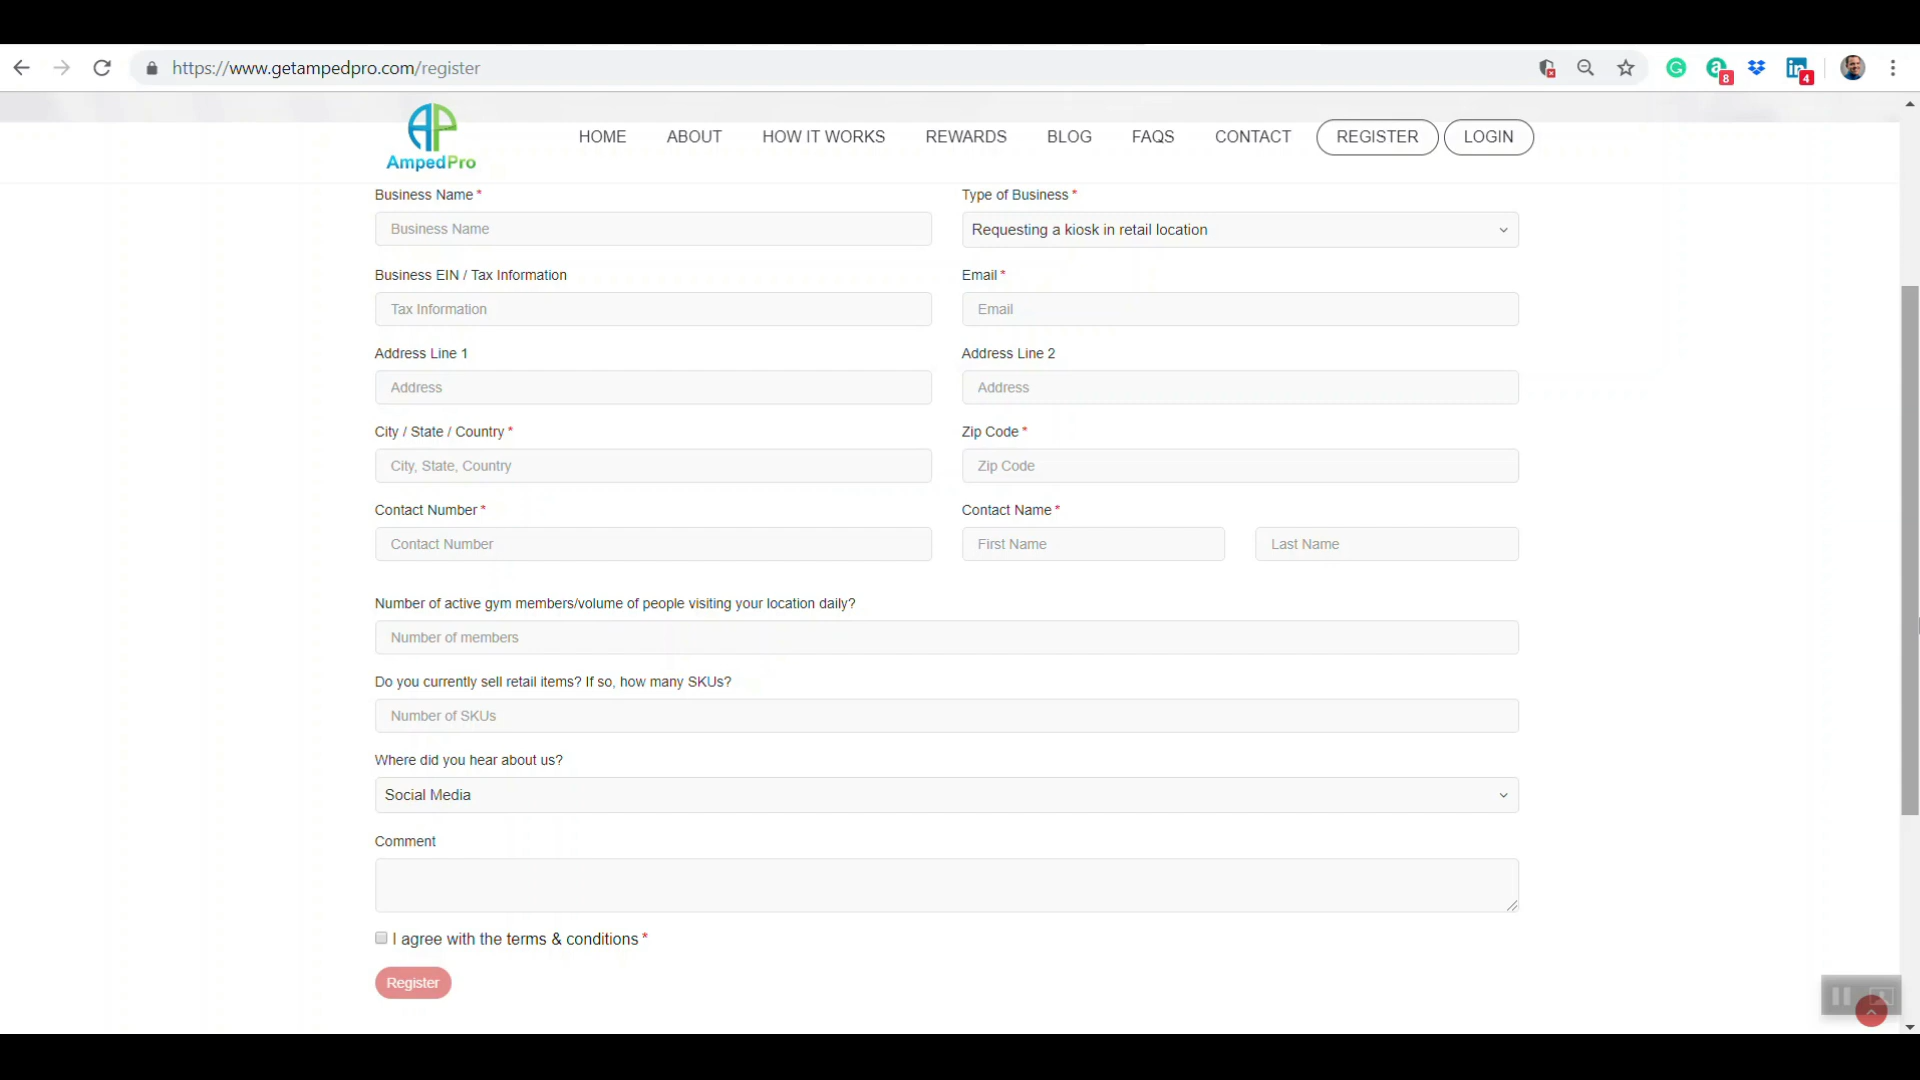 https://www.getampedpro.com/register
8
4
AmpedPro
HOME ABOUT HOW IT WORKS REWARDS BLOG FAQS CONTACT REGISTER LOGIN
Business Name * Type of Business *
Business Name Requesting a kiosk in retail location
Business EIN / Tax Information Email *
Tax Information Email
Address Line 1 Address Line 2
Address Address
City / State / Country * Zip Code *
City, State, Country Zip Code
Contact Number * Contact Name *
Contact Number First Name Last Name
Number of active gym members/volume of people visiting your location daily?
Number of members
Do you currently sell retail items? If so, how many SKUs?
Number of SKUs
Where did you hear about us?
Social Media
Comment
I agree with the terms & conditions *
Register